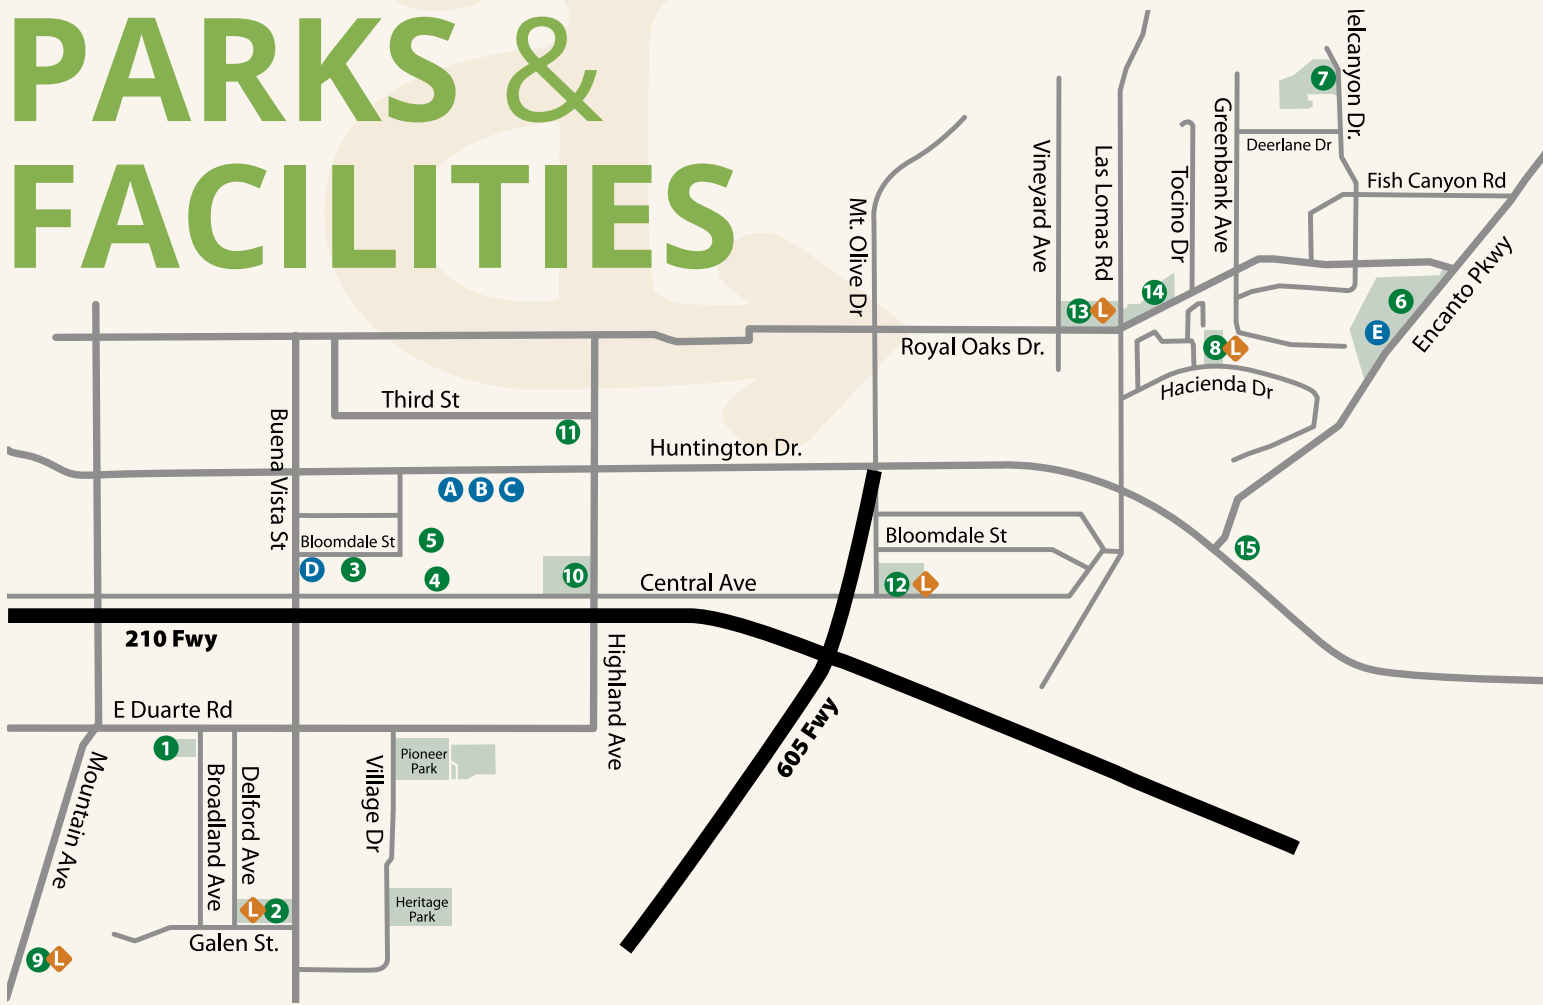 PARKS &
FACILITIES
elcanyon Dr.
7
Greenbank Ave
Deerlane Dr
Vineyard Ave
Las Lomas Rd
Tocino Dr
Fish Canyon Rd
Mt. Olive Dr
Encanto Pkwy
14
6
13 L
E
Royal Oaks Dr.
8 L
Hacienda Dr
Third St
Buena Vista St
11
Huntington Dr.
A B C
Bloomdale St
5
Bloomdale St
15
D 3
4
10
Central Ave
12 L
210 Fwy
Highland Ave
E Duarte Rd
605 Fwy
1
Mountain Ave
Broadland Ave
Delford Ave
Village Dr
Pioneer
Park
L 2
Heritage
Park
Galen St.
9 L